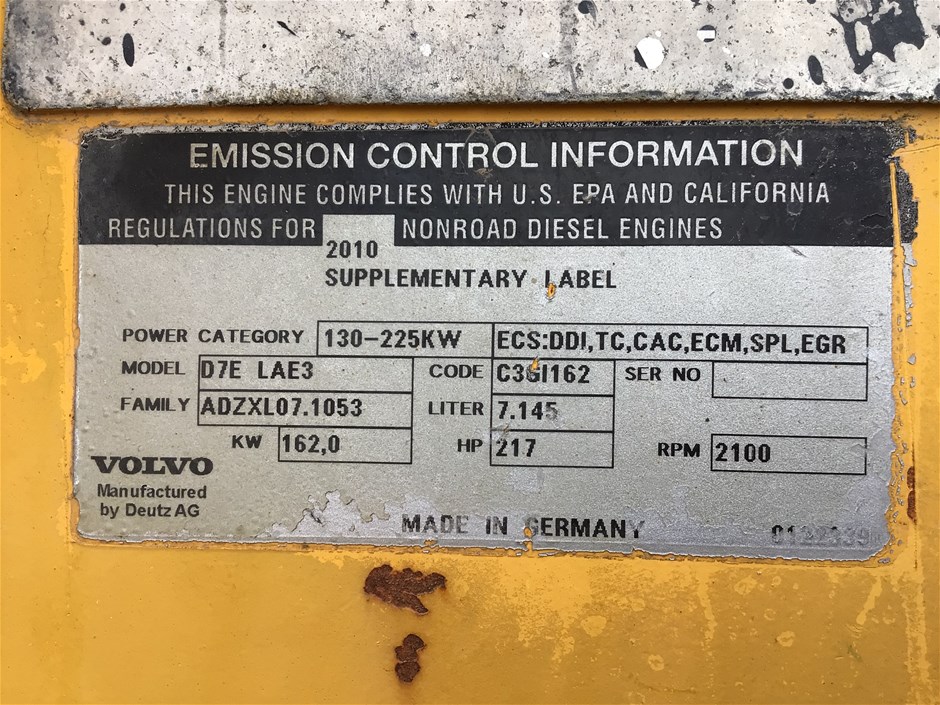 EMISSION CONTROL INFORMATION
THIS ENGINE COMPLIES WITH U.S. EPA AND CALIFORNIA
REGULATIONS FOR 2010 NONROAD DIESEL ENGINES
SUPPLEMENTARY LABEL
POWER CATEGORY 130-225KW ECS:DDI,TC,CAC,ECM,SPL,EGR
MODEL D7E LAE3 CODE C3GI162 SER NO
FAMILY ADZXL07.1053 LITER 7.145
KW 162,0 HP 217 RPM 2100
VOLVO
Manufactured
by Deutz AG
MADE IN GERMANY